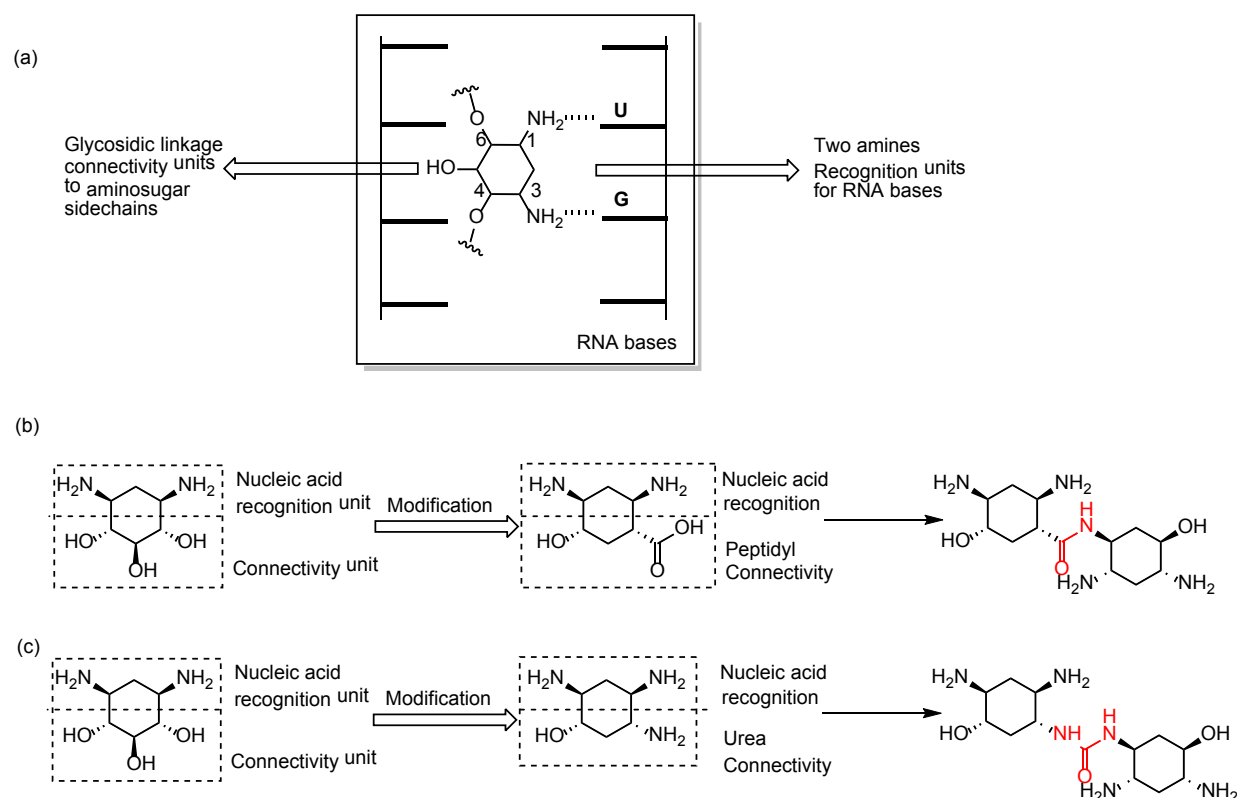 (a)
O
NH₂
U
6
1
HO
4
3
G
O
NH₂
Glycosidic linkage
connectivity units
to aminosugar
sidechains
Two amines
Recognition units
for RNA bases
RNA bases
(b)
H₂N
NH₂
HO
OH
OH
Nucleic acid
recognition unit
Connectivity unit
Modification
H₂N
NH₂
OH
HO
O
Nucleic acid
recognition
Peptidyl
Connectivity
H₂N
NH₂
H
N
HO
O
OH
H₂N
NH₂
(c)
H₂N
NH₂
HO
OH
OH
Nucleic acid
recognition unit
Connectivity unit
Modification
H₂N
NH₂
HO
NH₂
Nucleic acid
recognition
Urea
Connectivity
H₂N
NH₂
HO
NH
H
N
O
OH
H₂N
NH₂